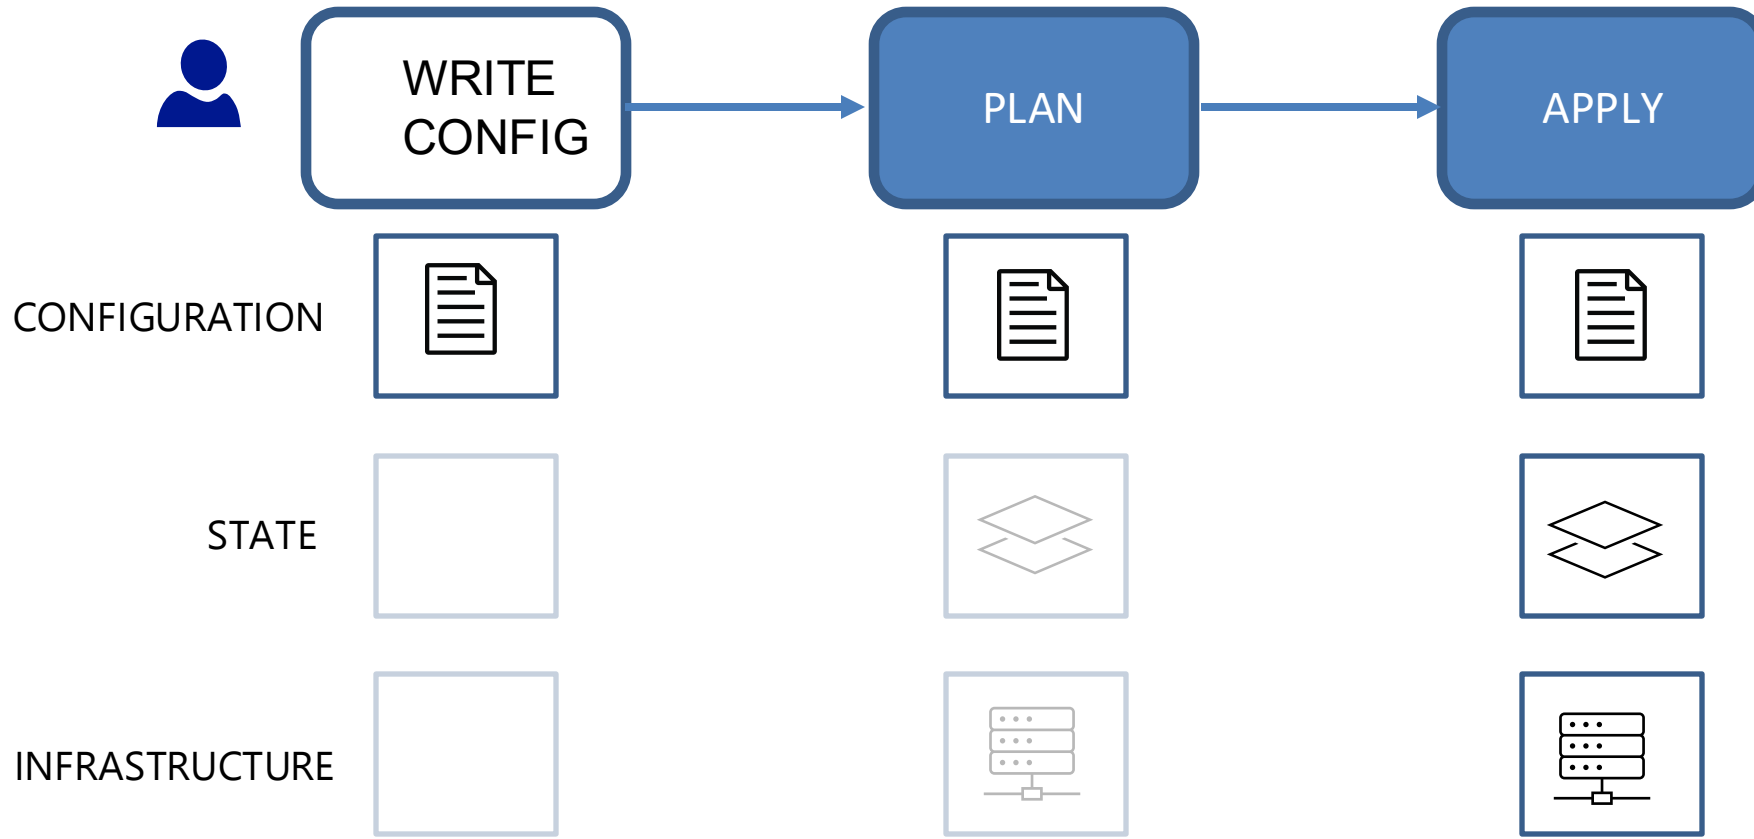 WRITE
CONFIG
PLAN
APPLY
CONFIGURATION
STATE
INFRASTRUCTURE